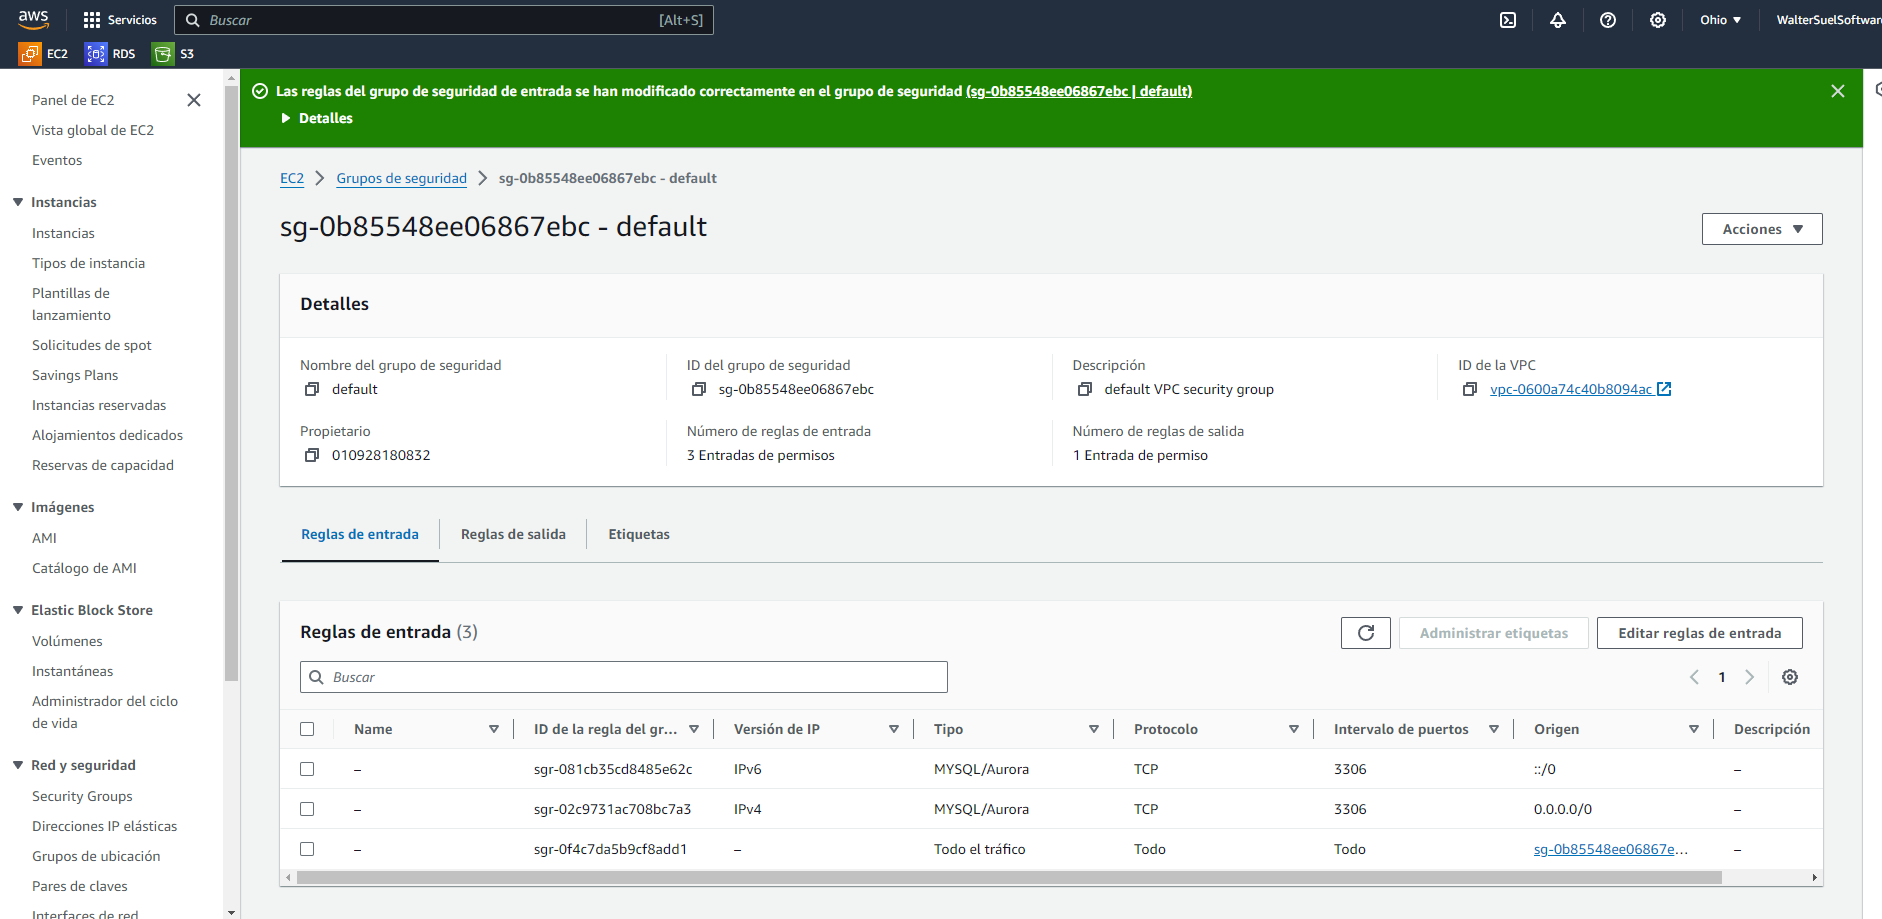 aws
Servicios
Buscar
[Alt+S]
Ohio
WalterSuelSoftware
EC2
RDS
S3
Panel de EC2
Vista global de EC2
Eventos
Instancias
Instancias
Tipos de instancia
Plantillas de
lanzamiento
Solicitudes de spot
Savings Plans
Instancias reservadas
Alojamientos dedicados
Reservas de capacidad
Imágenes
AMI
Catálogo de AMI
Elastic Block Store
Volúmenes
Instantáneas
Administrador del ciclo
de vida
Red y seguridad
Security Groups
Direcciones IP elásticas
Grupos de ubicación
Pares de claves
Interfaces de red
Las reglas del grupo de seguridad de entrada se han modificado correctamente en el grupo de seguridad (sg-0b85548ee06867ebc | default)
Detalles
EC2 > Grupos de seguridad > sg-0b85548ee06867ebc - default
sg-0b85548ee06867ebc - default
Acciones
Detalles
Nombre del grupo de seguridad
default
ID del grupo de seguridad
sg-0b85548ee06867ebc
Descripción
default VPC security group
ID de la VPC
vpc-0600a74c40b8094ac
Propietario
010928180832
Número de reglas de entrada
3 Entradas de permisos
Número de reglas de salida
1 Entrada de permiso
Reglas de entrada
Reglas de salida
Etiquetas
Reglas de entrada (3)
Administrar etiquetas
Editar reglas de entrada
Buscar
1
Name ID de la regla del gr... Versión de IP Tipo Protocolo Intervalo de puertos Origen Descripción
– sgr-081cb35cd8485e62c IPv6 MYSQL/Aurora TCP 3306 ::/0 –
– sgr-02c9731ac708bc7a3 IPv4 MYSQL/Aurora TCP 3306 0.0.0.0/0 –
– sgr-0f4c7da5b9cf8add1 – Todo el tráfico Todo Todo sg-0b85548ee06867e... –